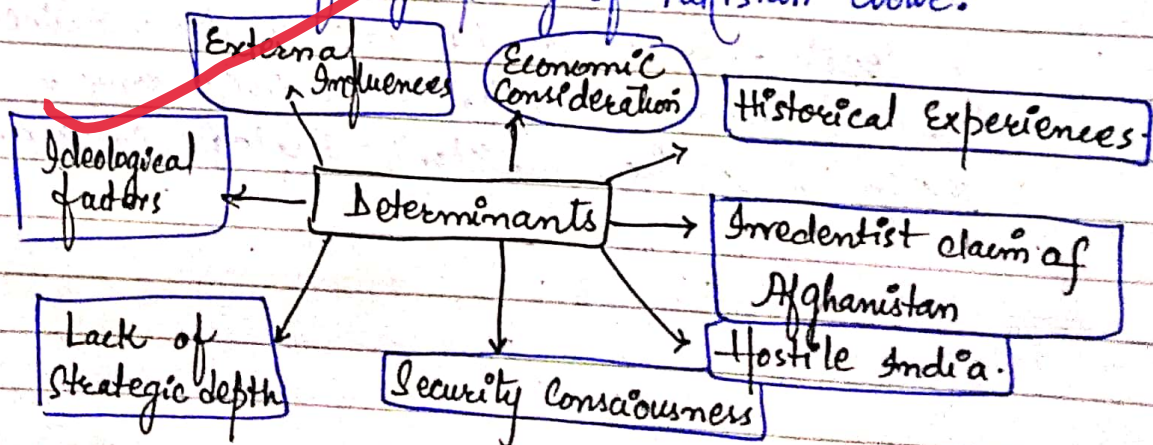 Pakistan
External
Influences
Economic
Consideration
Historical Experiences.
Ideological
factors
Determinants
Irredentist claim of
Afghanistan
Lack of
Strategic depth
Hostile India.
Security Consciousness